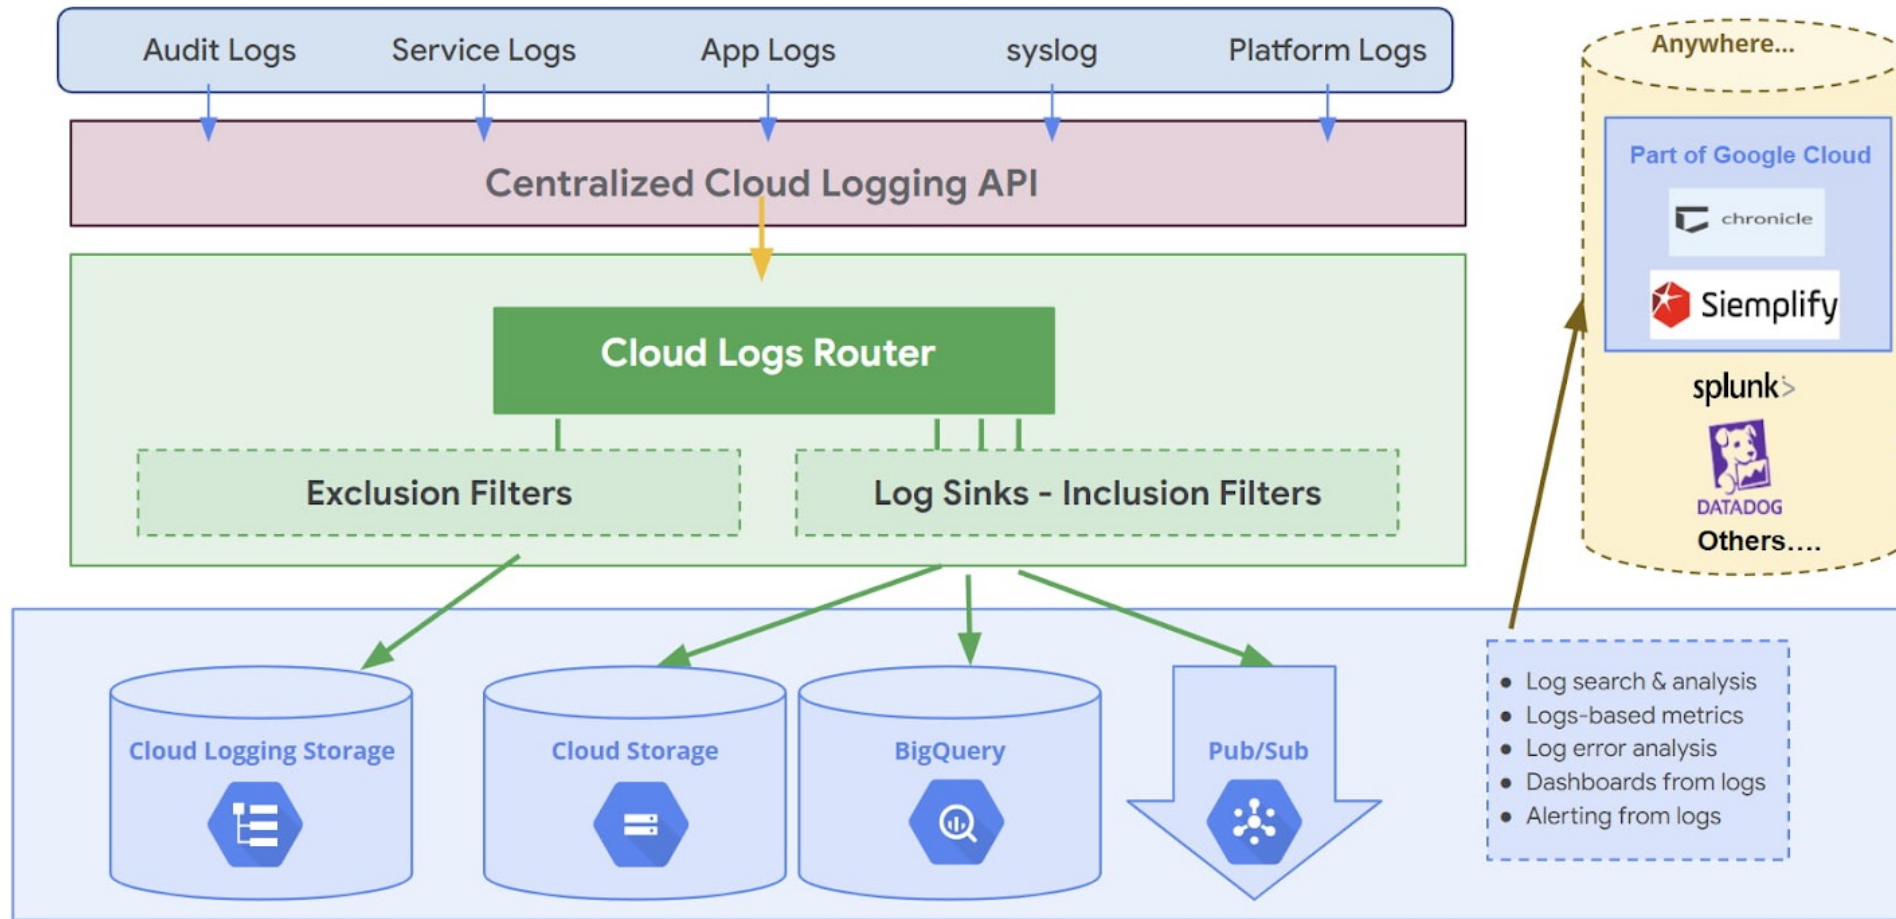 Audit Logs
Service Logs
App Logs
syslog
Platform Logs
Centralized Cloud Logging API
Cloud Logs Router
Exclusion Filters
Log Sinks - Inclusion Filters
Cloud Logging Storage
Cloud Storage
BigQuery
Pub/Sub
● Log search & analysis
● Logs-based metrics
● Log error analysis
● Dashboards from logs
● Alerting from logs
Anywhere...
Part of Google Cloud
chronicle
Siemplify
splunk>
DATADOG
Others....